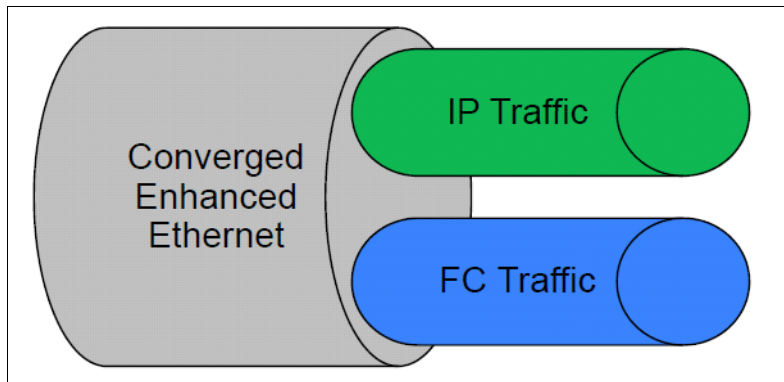 Converged
Enhanced
Ethernet
IP Traffic
FC Traffic